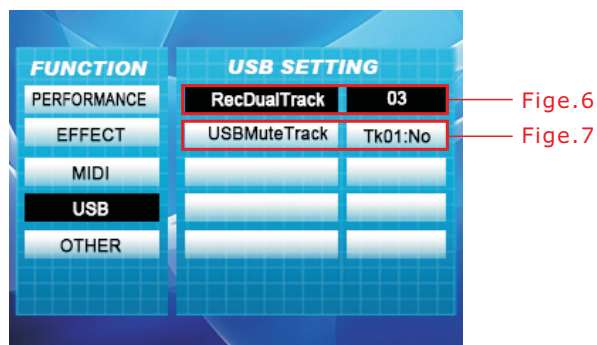 FUNCTION
PERFORMANCE
EFFECT
MIDI
USB
OTHER
USB SETTING
RecDualTrack 03
USBMuteTrack Tk01:No
Fige.6
Fige.7